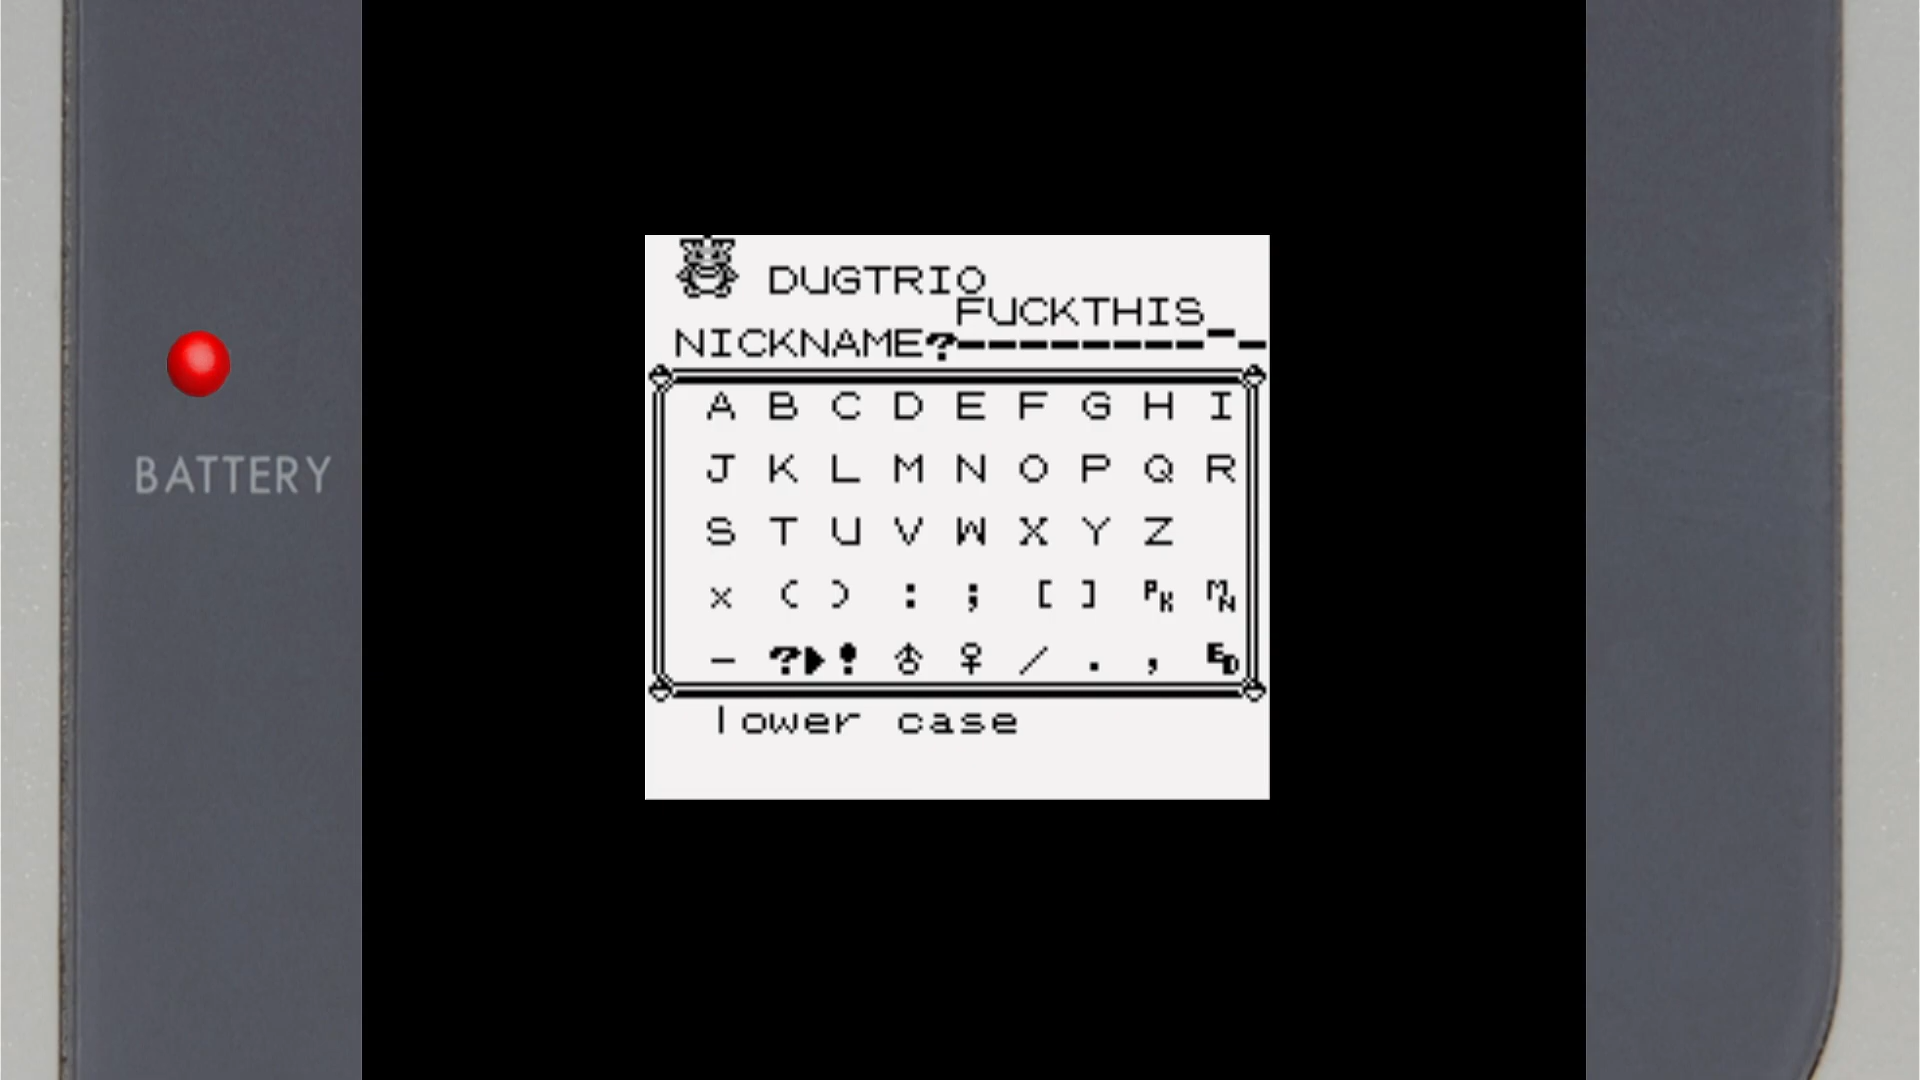 BATTERY
DUGTRIO
FUCKTHIS
NICKNAME?
A B C D E F G H I
J K L M N O P Q R
S T U V W X Y Z
× ( ) : ; [ ] PK MN
- ? ▶ ! ♂ ♀ / . , ED
lower case